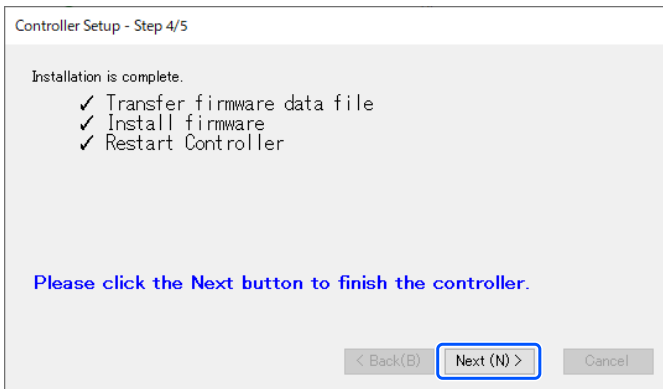 Controller Setup - Step 4/5
Installation is complete.
✓ Transfer firmware data file
✓ Install firmware
✓ Restart Controller
Please click the Next button to finish the controller.
< Back(B) Next (N) > Cancel